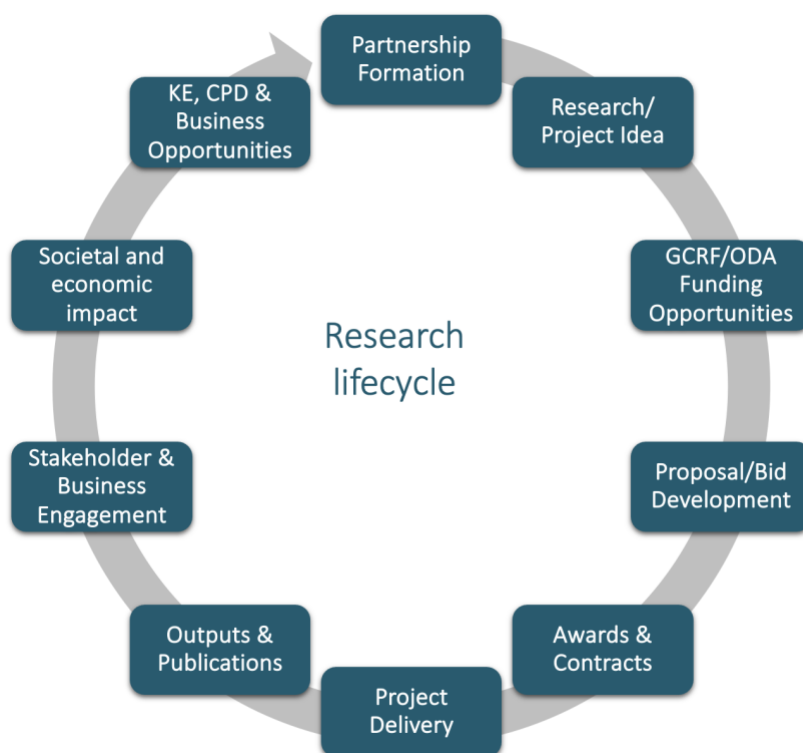 Partnership
Formation
Research/
Project Idea
GCRF/ODA
Funding
Opportunities
Proposal/Bid
Development
Awards &
Contracts
Project
Delivery
Outputs &
Publications
Stakeholder &
Business
Engagement
Societal and
economic
impact
KE, CPD &
Business
Opportunities
Research
lifecycle